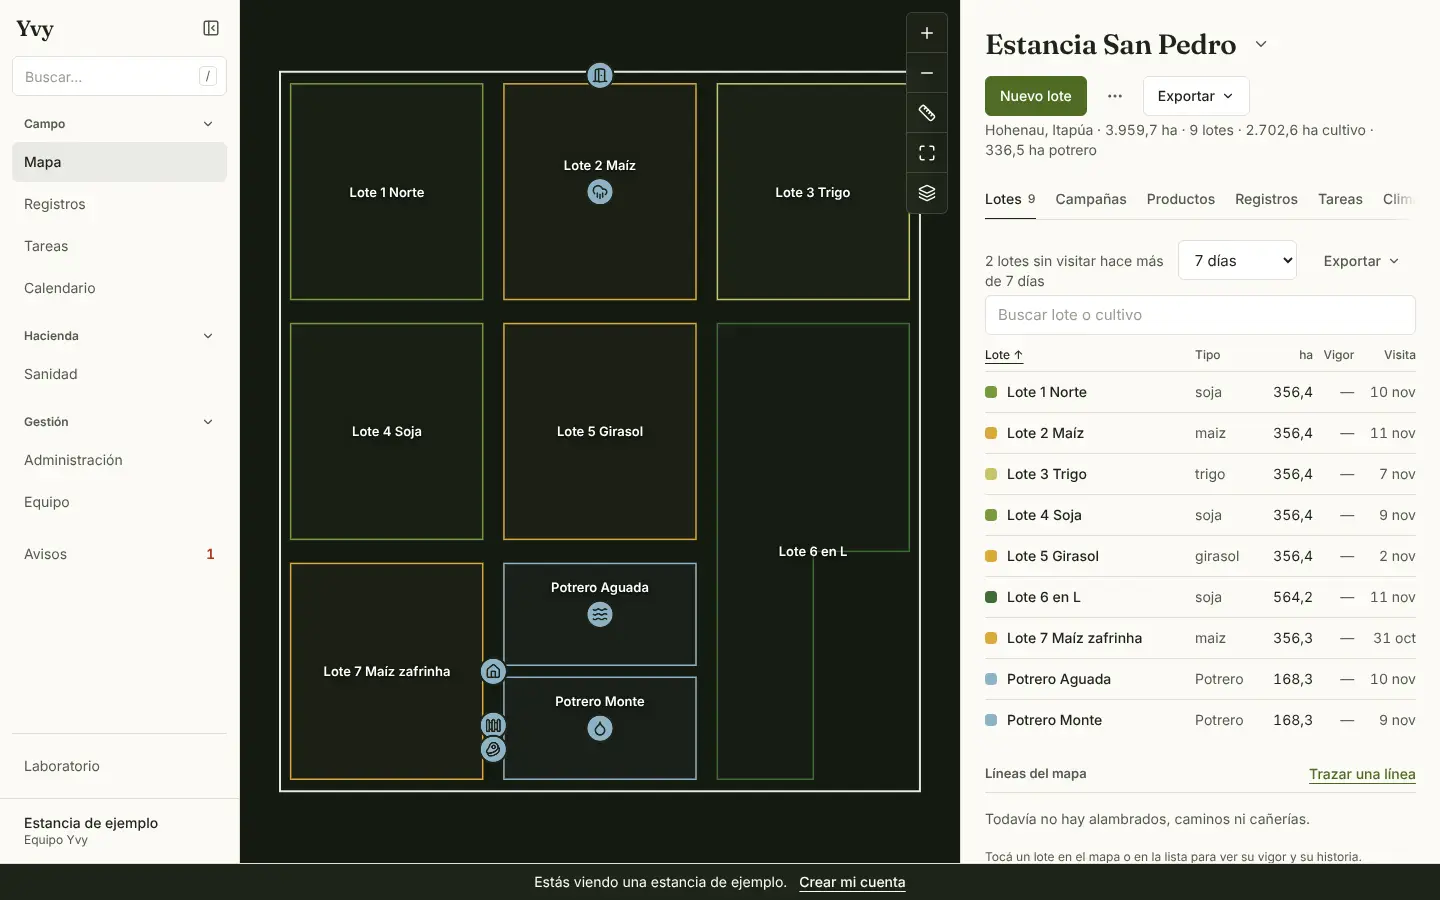 Yvy
Buscar...
/
Campo
Mapa
Registros
Tareas
Calendario
Hacienda
Sanidad
Gestión
Administración
Equipo
Avisos 1
Laboratorio
Estancia de ejemplo
Equipo Yvy
Lote 1 Norte
Lote 2 Maíz
Lote 3 Trigo
Lote 4 Soja
Lote 5 Girasol
Lote 6 en L
Lote 7 Maíz zafrinha
Potrero Aguada
Potrero Monte
Estancia San Pedro
Nuevo lote
Exportar
Hohenau, Itapúa · 3.959,7 ha · 9 lotes · 2.702,6 ha cultivo ·
336,5 ha potrero
Lotes 9 Campañas Productos Registros Tareas Clim
2 lotes sin visitar hace más
de 7 días
7 días
Exportar
Buscar lote o cultivo
Lote ↑ Tipo ha Vigor Visita
Lote 1 Norte soja 356,4 — 10 nov
Lote 2 Maíz maiz 356,4 — 11 nov
Lote 3 Trigo trigo 356,4 — 7 nov
Lote 4 Soja soja 356,4 — 9 nov
Lote 5 Girasol girasol 356,4 — 2 nov
Lote 6 en L soja 564,2 — 11 nov
Lote 7 Maíz zafrinha maiz 356,3 — 31 oct
Potrero Aguada Potrero 168,3 — 10 nov
Potrero Monte Potrero 168,3 — 9 nov
Líneas del mapa Trazar una línea
Todavía no hay alambrados, caminos ni cañerías.
Tocá un lote en el mapa o en la lista para ver su vigor y su historia.
Estás viendo una estancia de ejemplo. Crear mi cuenta